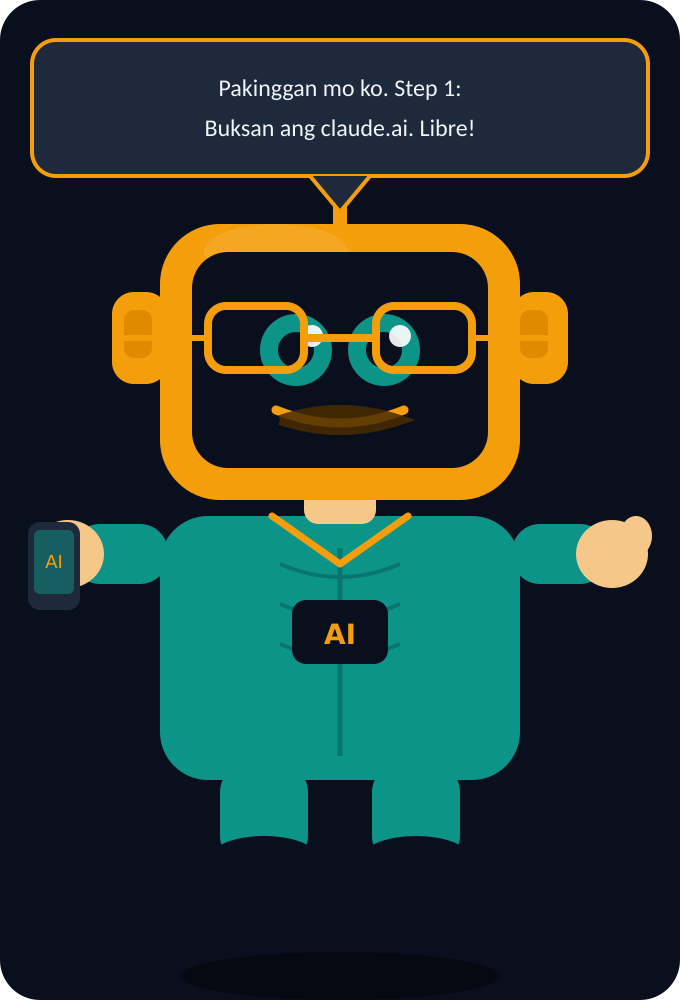 Pakinggan mo ko. Step 1:
Buksan ang claude.ai. Libre!
AI
AI